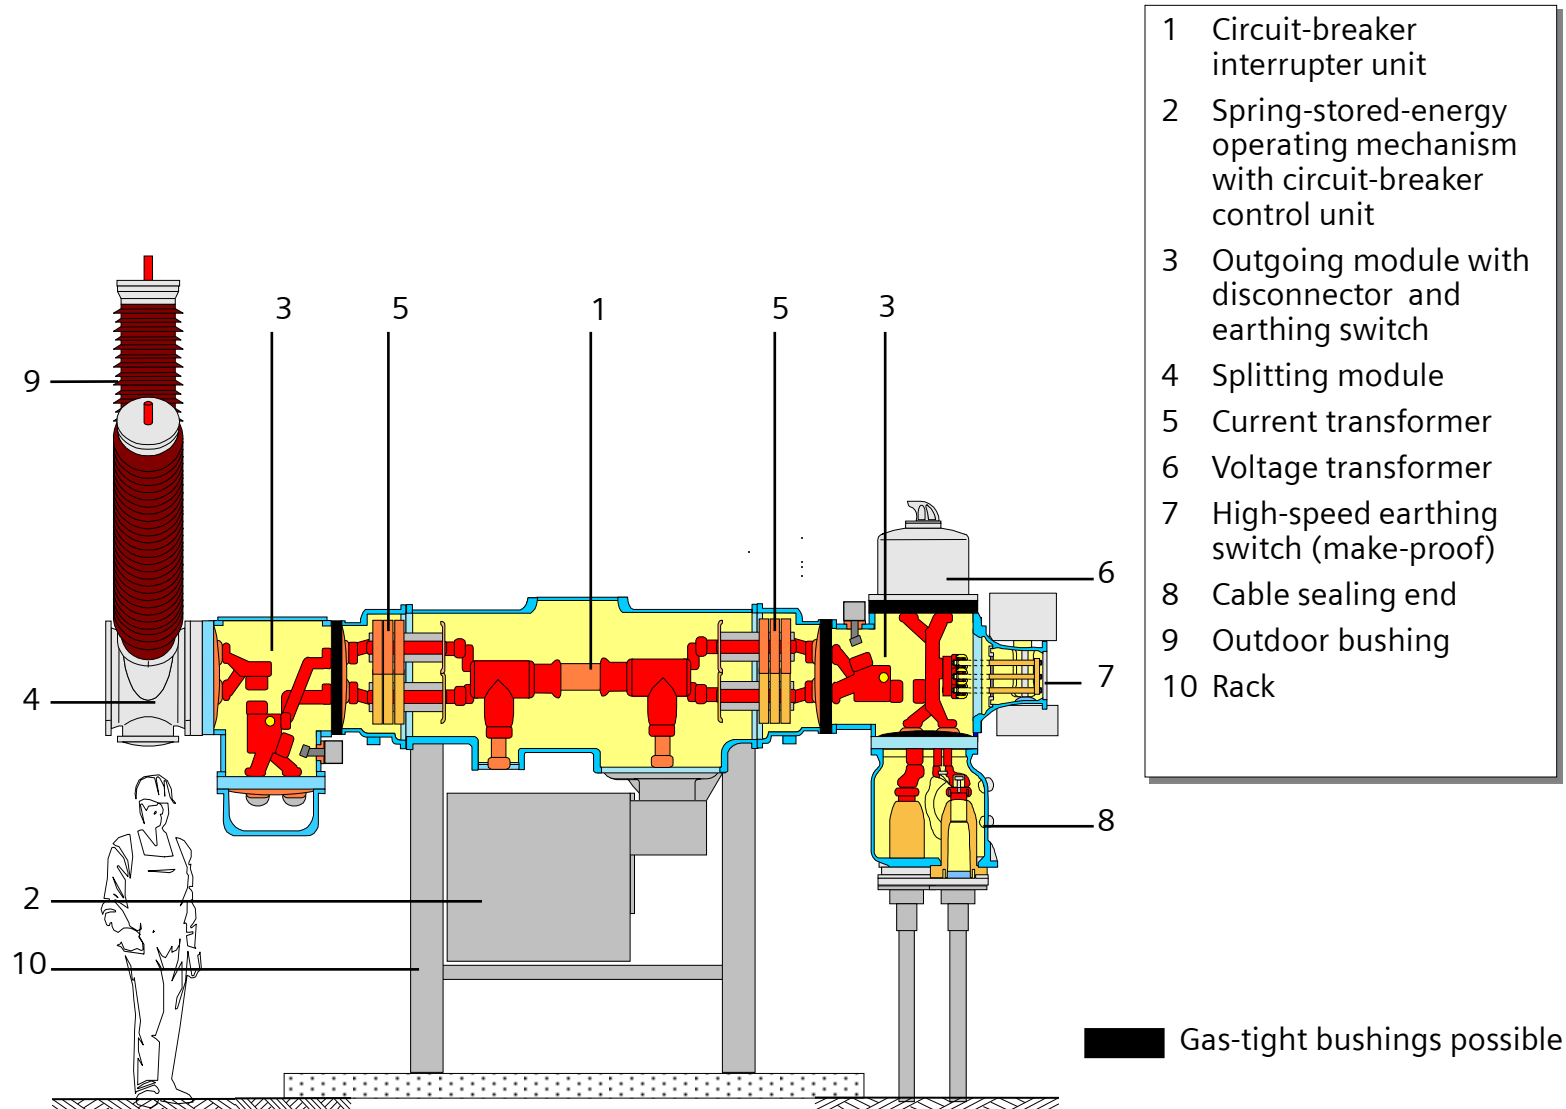 1 Circuit-breaker
interrupter unit
2 Spring-stored-energy
operating mechanism
with circuit-breaker
control unit
3 Outgoing module with
disconnector and
earthing switch
4 Splitting module
5 Current transformer
6 Voltage transformer
7 High-speed earthing
switch (make-proof)
8 Cable sealing end
9 Outdoor bushing
10 Rack
3 5 1 5 3
9
6
7
4
8
2
10
Gas-tight bushings possible